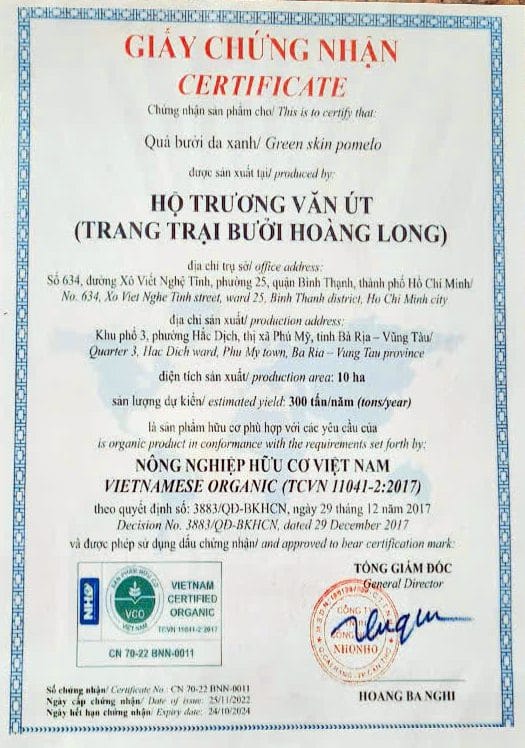 GIẤY CHỨNG NHẬN
CERTIFICATE
Chứng nhận sản phẩm cho/ This is to certify that:
Quả bưởi da xanh/ Green skin pomelo
được sản xuất tại/ produced by:
HỘ TRƯƠNG VĂN ÚT
(TRANG TRẠI BƯỞI HOÀNG LONG)
địa chỉ trụ sở/ office address:
Số 634, đường Xô Viết Nghệ Tĩnh, phường 25, quận Bình Thạnh, thành phố Hồ Chí Minh/
No. 634, Xo Viet Nghe Tinh street, ward 25, Binh Thanh district, Ho Chi Minh city
địa chỉ sản xuất/ production address:
Khu phố 3, phường Hắc Dịch, thị xã Phú Mỹ, tỉnh Bà Rịa – Vũng Tàu/
Quarter 3, Hac Dich ward, Phu My town, Ba Ria – Vung Tau province
diện tích sản xuất/ production area: 10 ha
sản lượng dự kiến/ estimated yield: 300 tấn/năm (tons/year)
là sản phẩm hữu cơ phù hợp với các yêu cầu của
is organic product in conformance with the requirements set forth by:
NÔNG NGHIỆP HỮU CƠ VIỆT NAM
VIETNAMESE ORGANIC (TCVN 11041-2:2017)
theo quyết định số: 3883/QĐ-BKHCN, ngày 29 tháng 12 năm 2017
Decision No. 3883/QĐ-BKHCN, dated 29 December 2017
và được phép sử dụng dấu chứng nhận/ and approved to bear certification mark:
TỔNG GIÁM ĐỐC
General Director
NHO
SẢN PHẨM HỮU CƠ
VCO
VIỆT NAM
VIETNAM
CERTIFIED
ORGANIC
TCVN 11041-2:2017
CN 70-22 BNN-0011
CÔNG TY
NHONHO
HOANG BA NGHI
Số chứng nhận/ Certificate No.: CN 70-22 BNN-0011
Ngày cấp chứng nhận/ Date of issue: 25/11/2022
Ngày hết hạn chứng nhận/ Expiry date: 24/10/2024